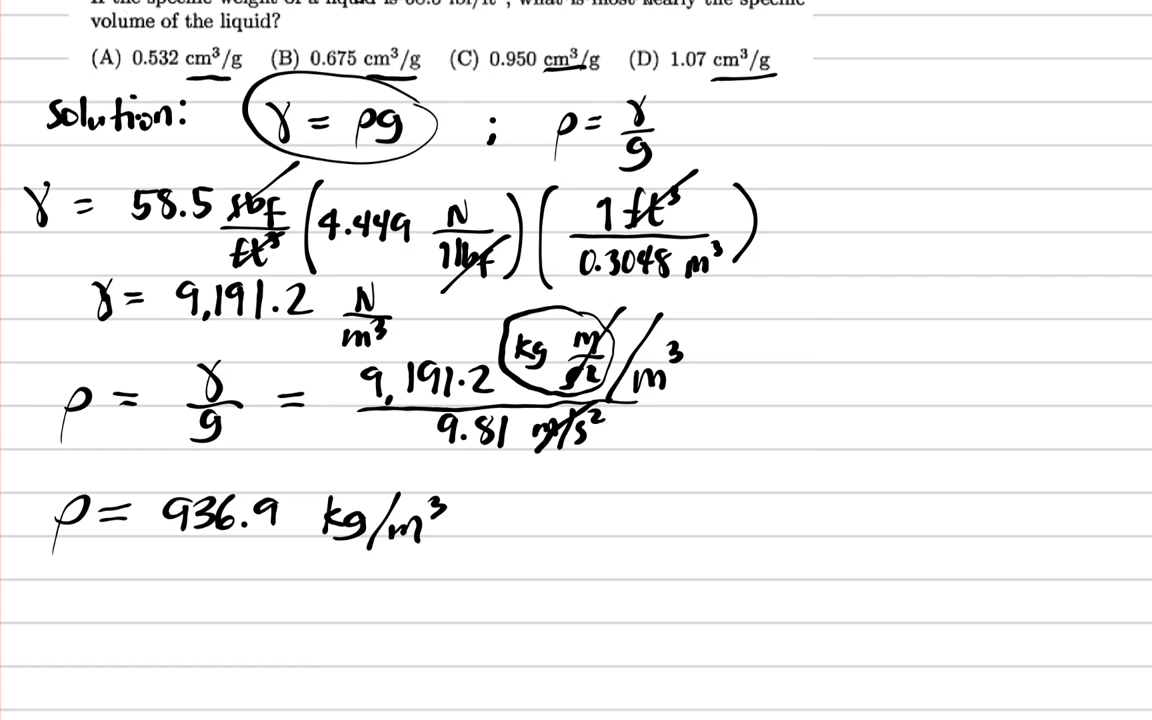 volume of the liquid?
(A) 0.532 cm³/g (B) 0.675 cm³/g (C) 0.950 cm³/g (D) 1.07 cm³/g
Solution: γ = ρg ; ρ = γ/g
γ = 58.5 lbf/ft³ (4.449 N/1 lbf) (1 ft³/0.3048 m³)
γ = 9,191.2 N/m³
ρ = γ/g = 9,191.2 kg m/s² / m³ / 9.81 m/s²
ρ = 936.9 kg/m³